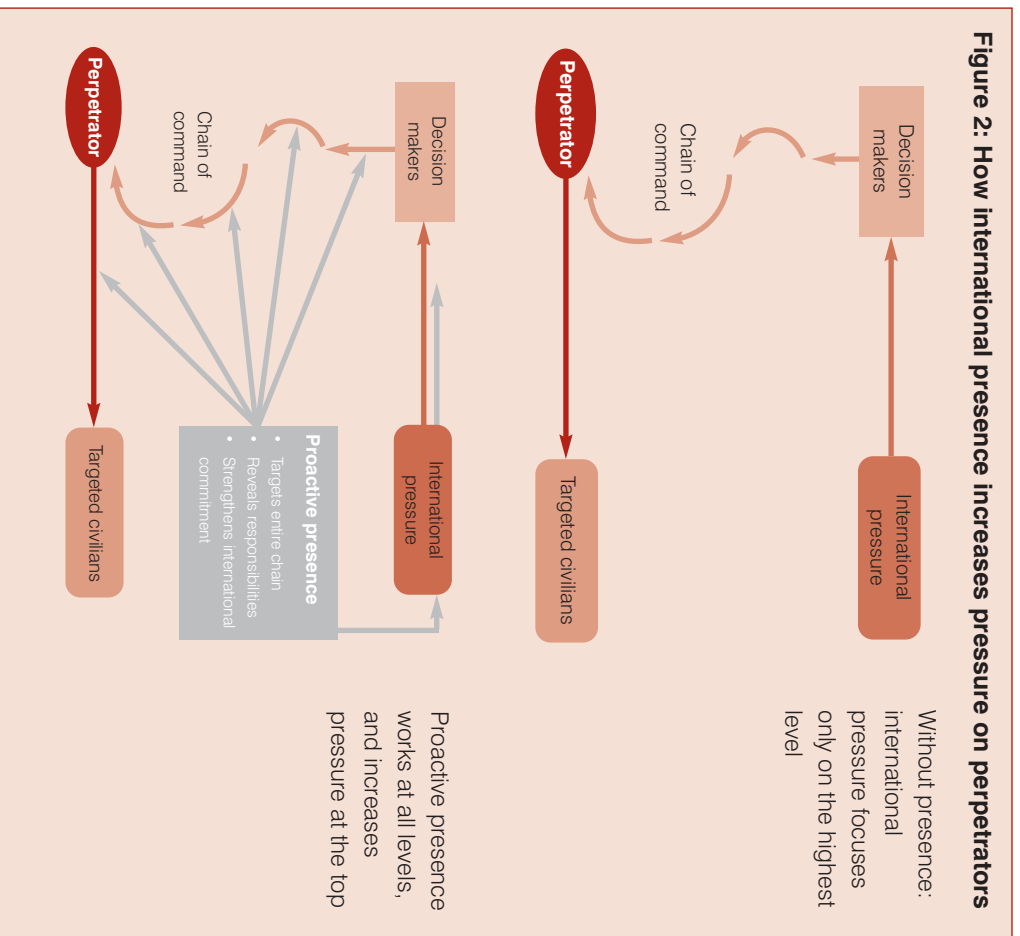 Figure 2: How international presence increases pressure on perpetrators
Decision
makers
International
pressure
Chain of
command
Perpetrator
Targeted civilians
Without presence:
international
pressure focuses
only on the highest
level
Decision
makers
International
pressure
Chain of
command
Proactive presence
• Targets entire chain
• Reveals responsibilities
• Strengthens international
commitment
Perpetrator
Targeted civilians
Proactive presence
works at all levels,
and increases
pressure at the top